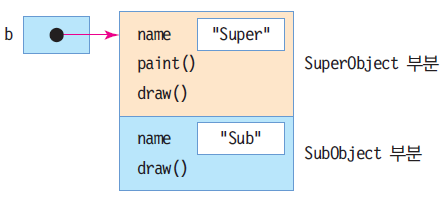 b
name "Super"
paint()
draw()
SuperObject 부분
name "Sub"
draw()
SubObject 부분